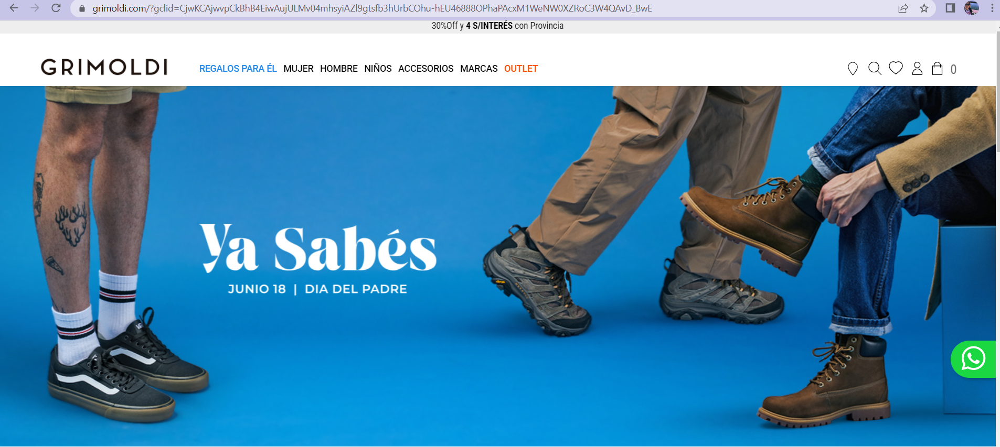 grimoldi.com/?gclid=CjwKCAjwvpCkBhB4EiwAujULMv04mhsyiAZl9gtsfb3hUrbCOhu-hEU46888OPhaPAcxM1WeNW0XZRoC3W4QAvD_BwE
30%Off y 4 S/INTERÉS con Provincia
GRIMOLDI REGALOS PARA ÉL MUJER HOMBRE NIÑOS ACCESORIOS MARCAS OUTLET 0
Ya Sabés
JUNIO 18 | DIA DEL PADRE